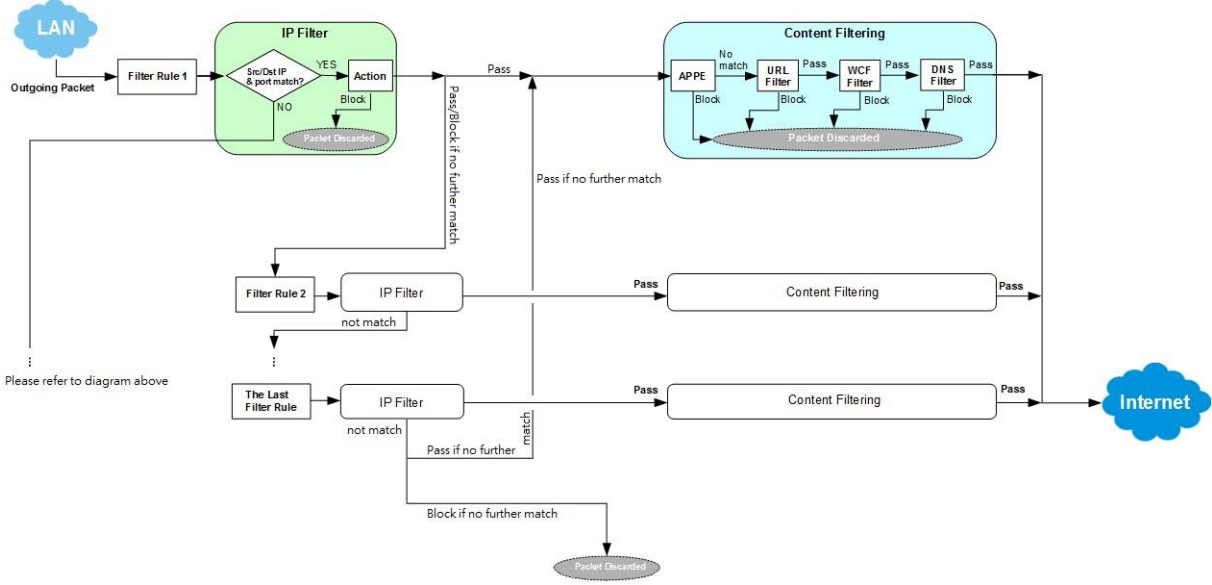 LAN
Outgoing Packet
Filter Rule 1
IP Filter
Src/Dst IP
& port match?
YES
NO
Action
Block
Packet Discarded
Pass
Pass/Block if no further match
Pass if no further match
Content Filtering
APPE
No
match
URL
Filter
Pass
WCF
Filter
Pass
DNS
Filter
Pass
Block
Block
Block
Block
Packet Discarded
Filter Rule 2
IP Filter
not match
Pass
Content Filtering
Pass
...
Please refer to diagram above
...
The Last
Filter Rule
IP Filter
not match
Pass
Content Filtering
Pass
Internet
Pass if no further
match
Block if no further match
Packet Discarded